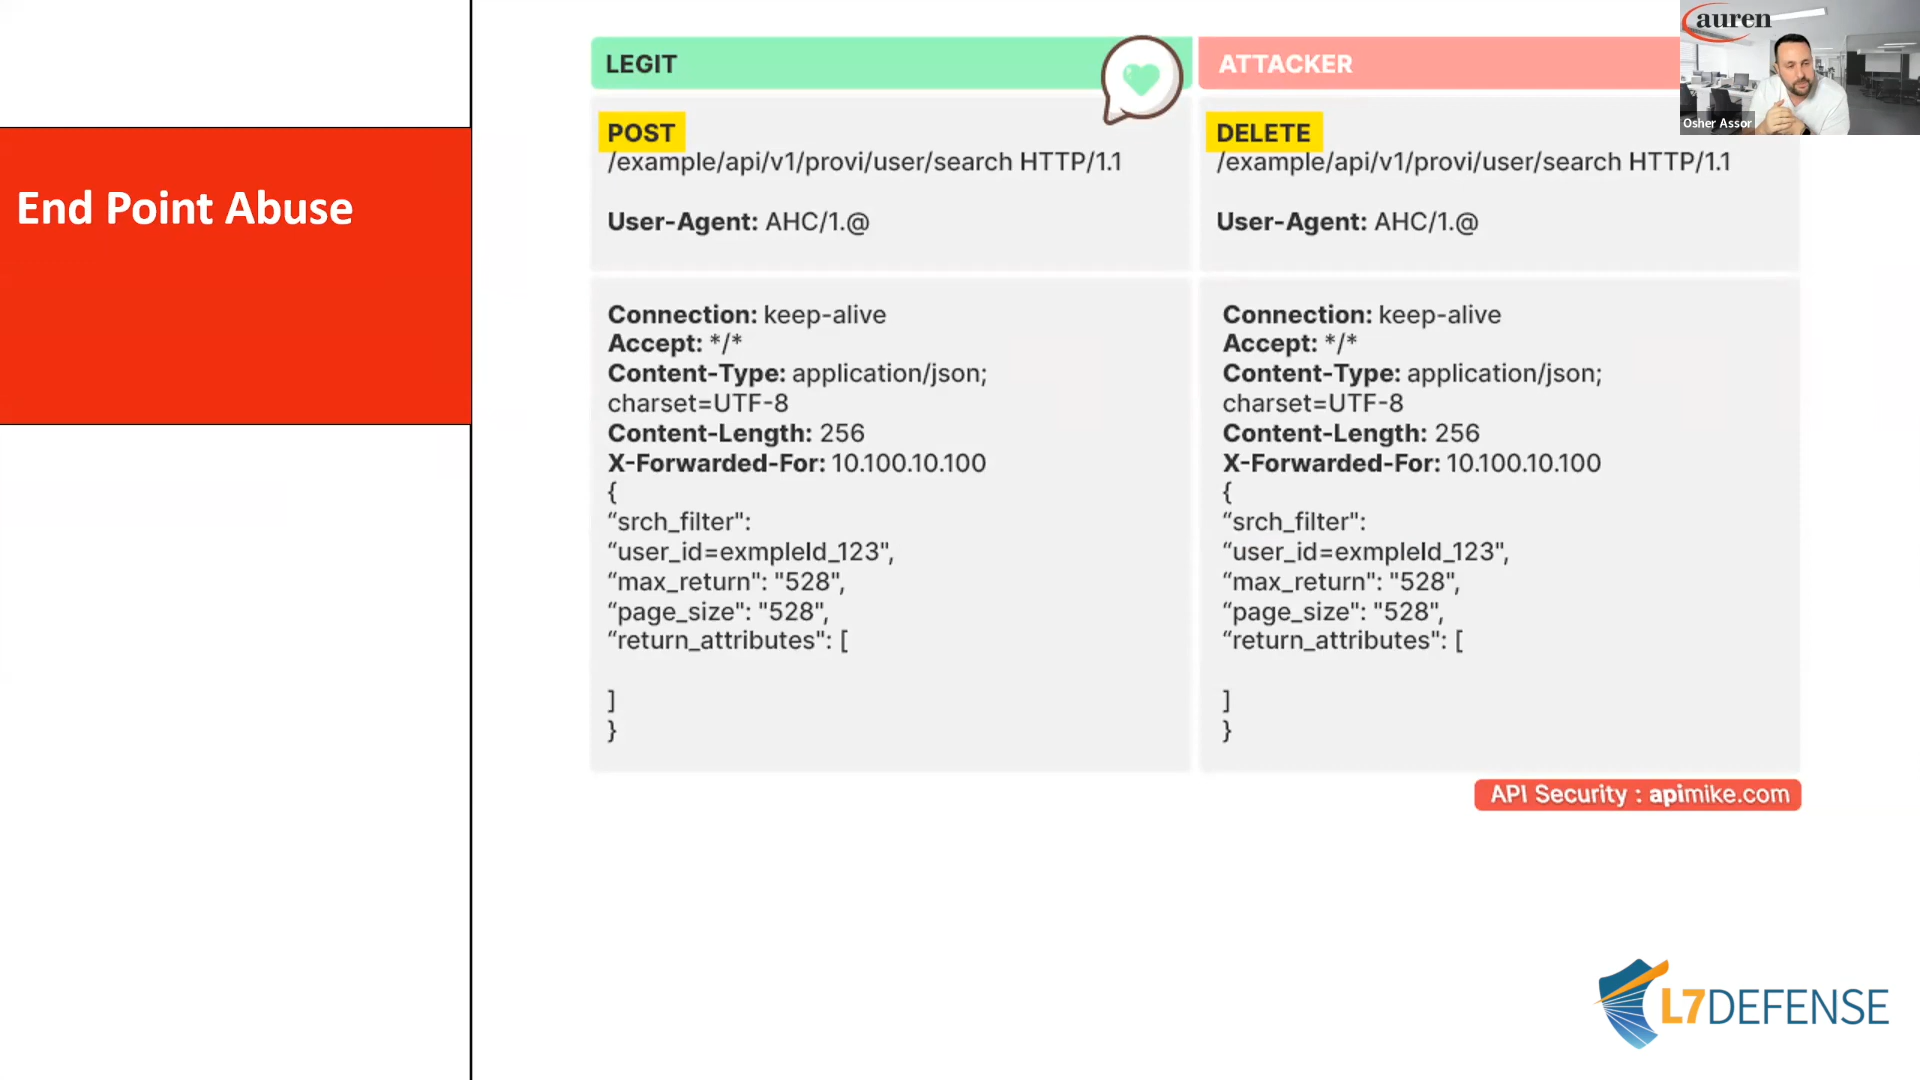 End Point Abuse
LEGIT
POST
/example/api/v1/provi/user/search HTTP/1.1
User-Agent: AHC/1.@
Connection: keep-alive
Accept: */*
Content-Type: application/json;
charset=UTF-8
Content-Length: 256
X-Forwarded-For: 10.100.10.100
{
“srch_filter":
“user_id=exmpleId_123",
“max_return": "528",
“page_size": "528",
“return_attributes": [
]
}
ATTACKER
DELETE
/example/api/v1/provi/user/search HTTP/1.1
User-Agent: AHC/1.@
Connection: keep-alive
Accept: */*
Content-Type: application/json;
charset=UTF-8
Content-Length: 256
X-Forwarded-For: 10.100.10.100
{
“srch_filter":
“user_id=exmpleId_123",
“max_return": "528",
“page_size": "528",
“return_attributes": [
]
}
API Security : apimike.com
auren
Osher Assor
L7DEFENSE